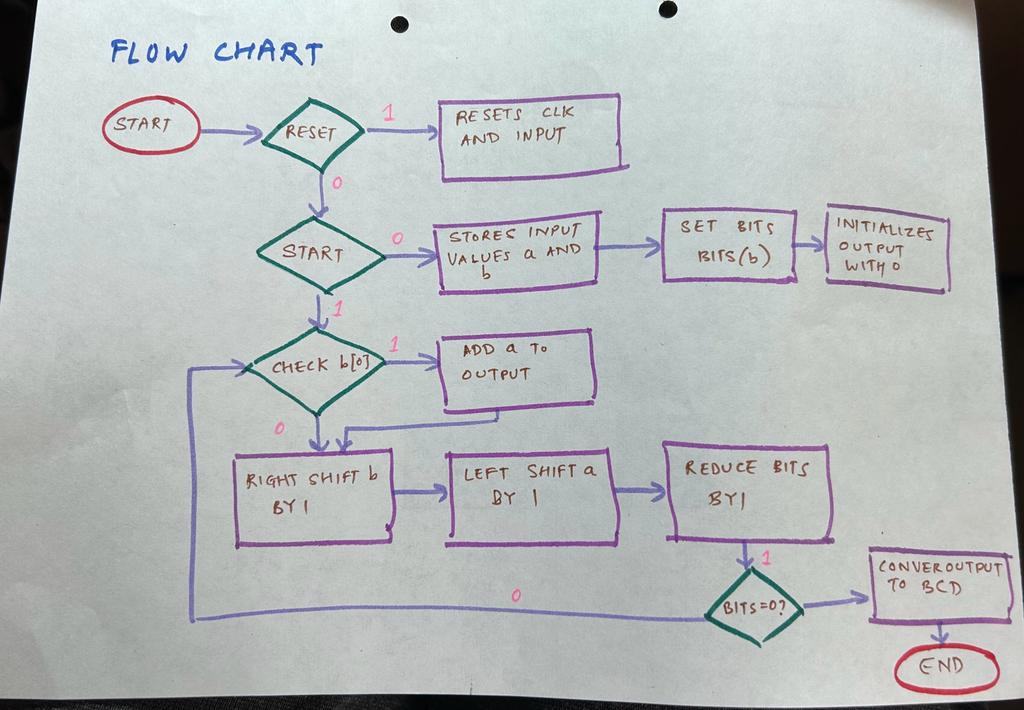 FLOW CHART
START
RESET
1
RESETS CLK
AND INPUT
0
START
0
STORES INPUT
VALUES a AND
b
SET BITS
BITS(b)
INITIALIZES
OUTPUT
WITH 0
1
CHECK b[0]
1
ADD a TO
OUTPUT
0
RIGHT SHIFT b
BY 1
LEFT SHIFT a
BY 1
REDUCE BITS
BY 1
1
BITS=0?
0
CONVEROUTPUT
TO BCD
END